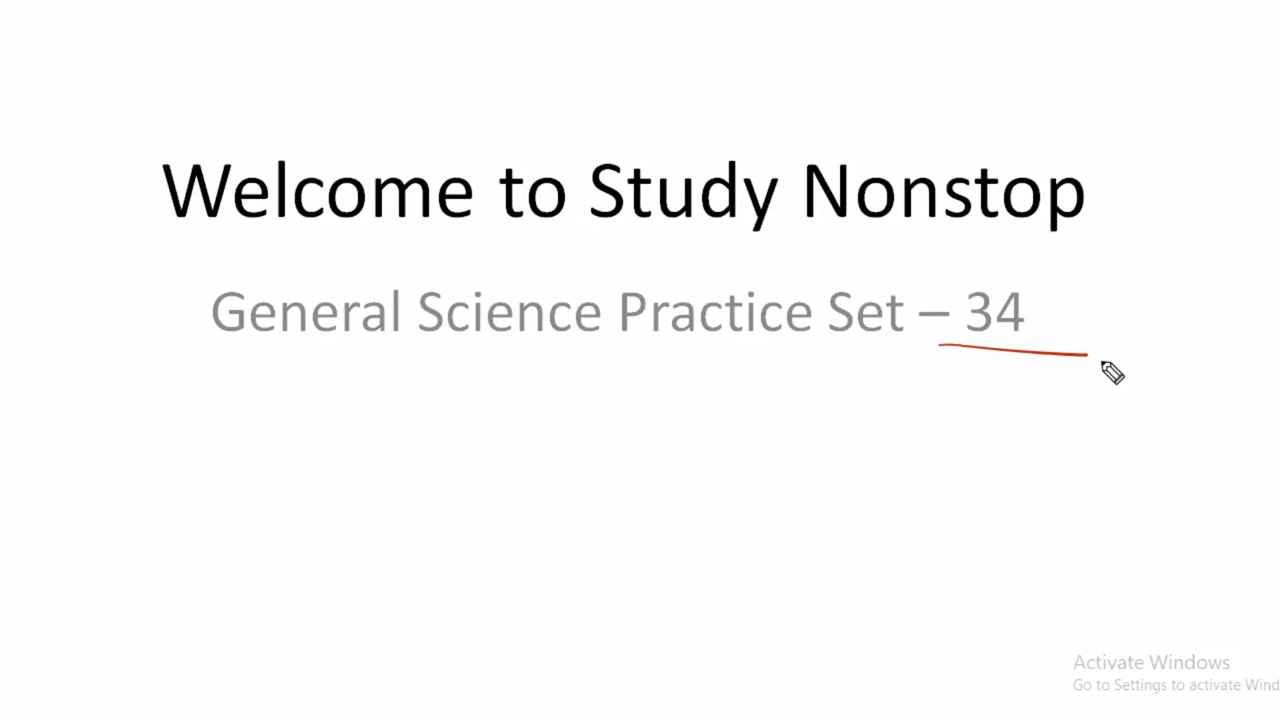 Welcome to Study Nonstop
General Science Practice Set – 34
Activate Windows
Go to Settings to activate Wind